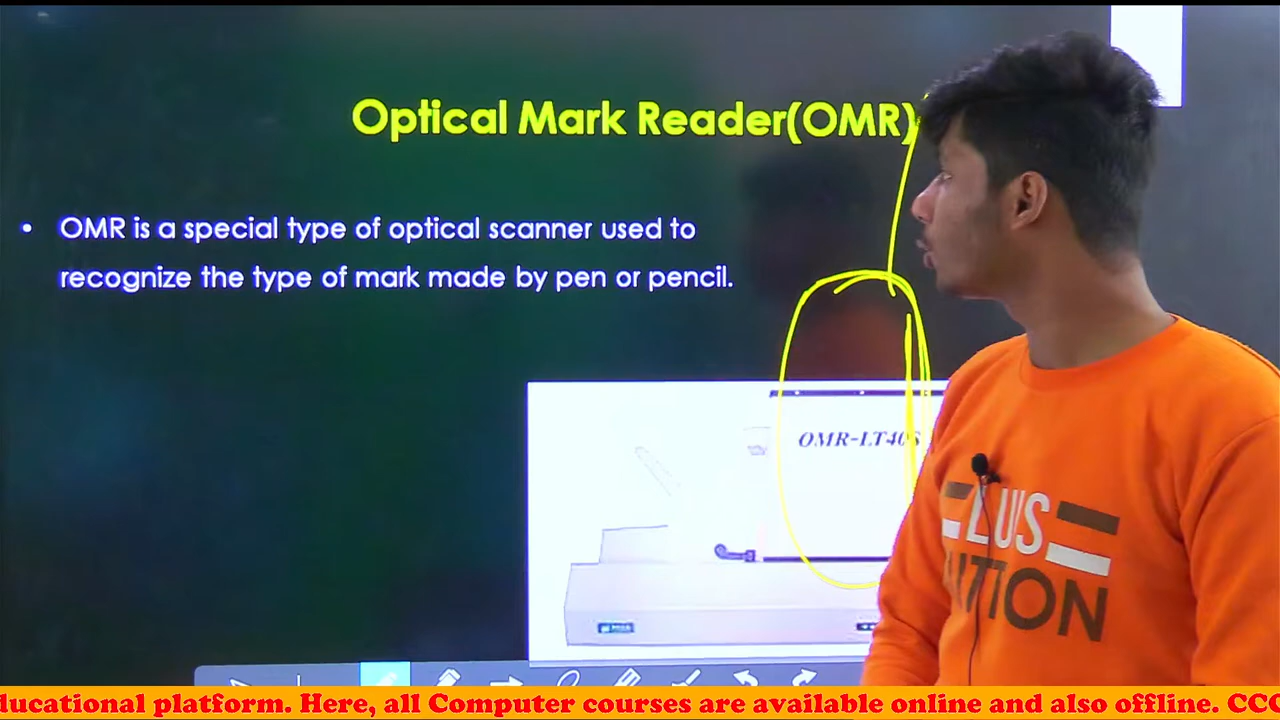 Optical Mark Reader(OMR)
• OMR is a special type of optical scanner used to
recognize the type of mark made by pen or pencil.
OMR-LT40S
ducational platform. Here, all Computer courses are available online and also offline. CCC